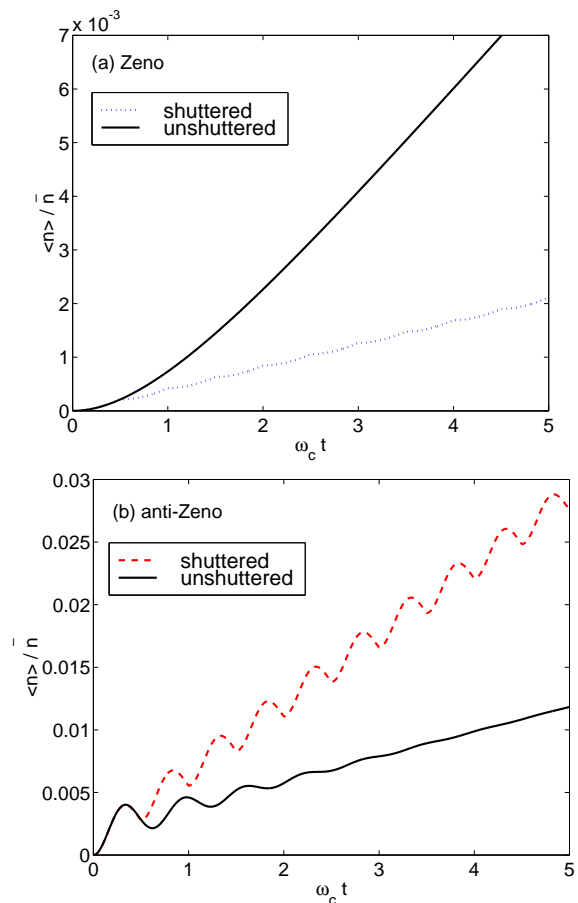 x 10⁻³
7
(a) Zeno
6
shuttered
unshuttered
5
4
<n> / n̄
3
2
1
0
0 1 2 3 4 5
ω_c t
0.03
(b) anti-Zeno
0.025
shuttered
unshuttered
0.02
0.015
<n> / n̄
0.01
0.005
0
0 1 2 3 4 5
ω_c t